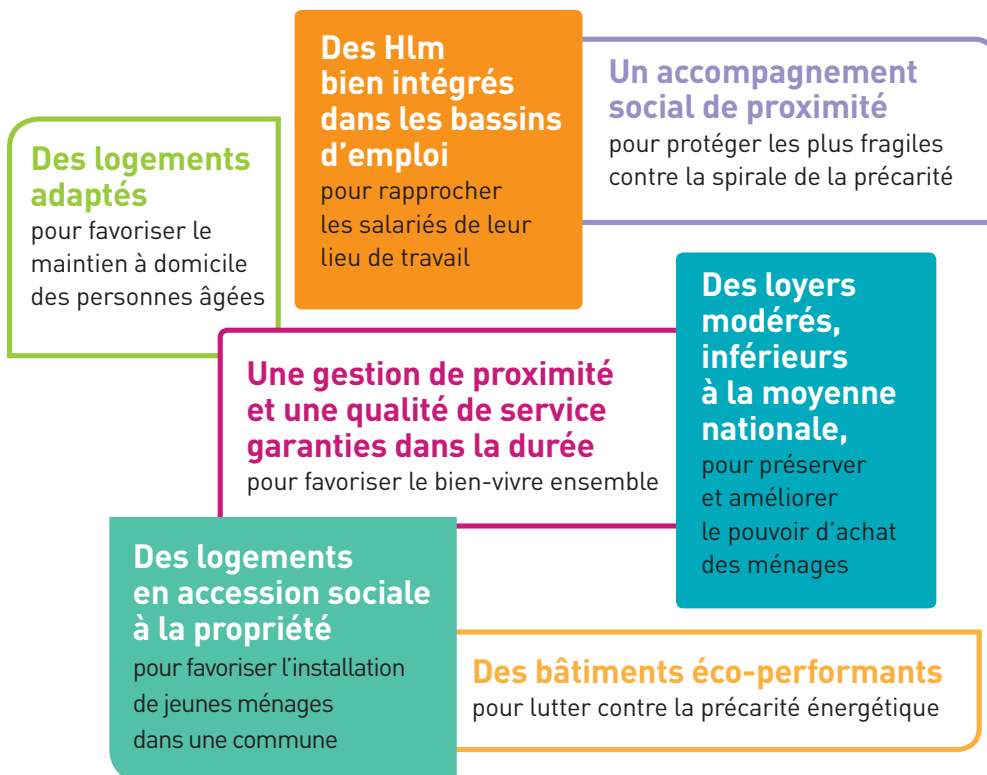 Des Hlm
bien intégrés
dans les bassins
d'emploi
pour rapprocher
les salariés de leur
lieu de travail
Un accompagnement
social de proximité
pour protéger les plus fragiles
contre la spirale de la précarité
Des logements
adaptés
pour favoriser le
maintien à domicile
des personnes âgées
Des loyers
modérés,
inférieurs
à la moyenne
nationale,
pour préserver
et améliorer
le pouvoir d'achat
des ménages
Une gestion de proximité
et une qualité de service
garanties dans la durée
pour favoriser le bien-vivre ensemble
Des logements
en accession sociale
à la propriété
pour favoriser l'installation
de jeunes ménages
dans une commune
Des bâtiments éco-performants
pour lutter contre la précarité énergétique